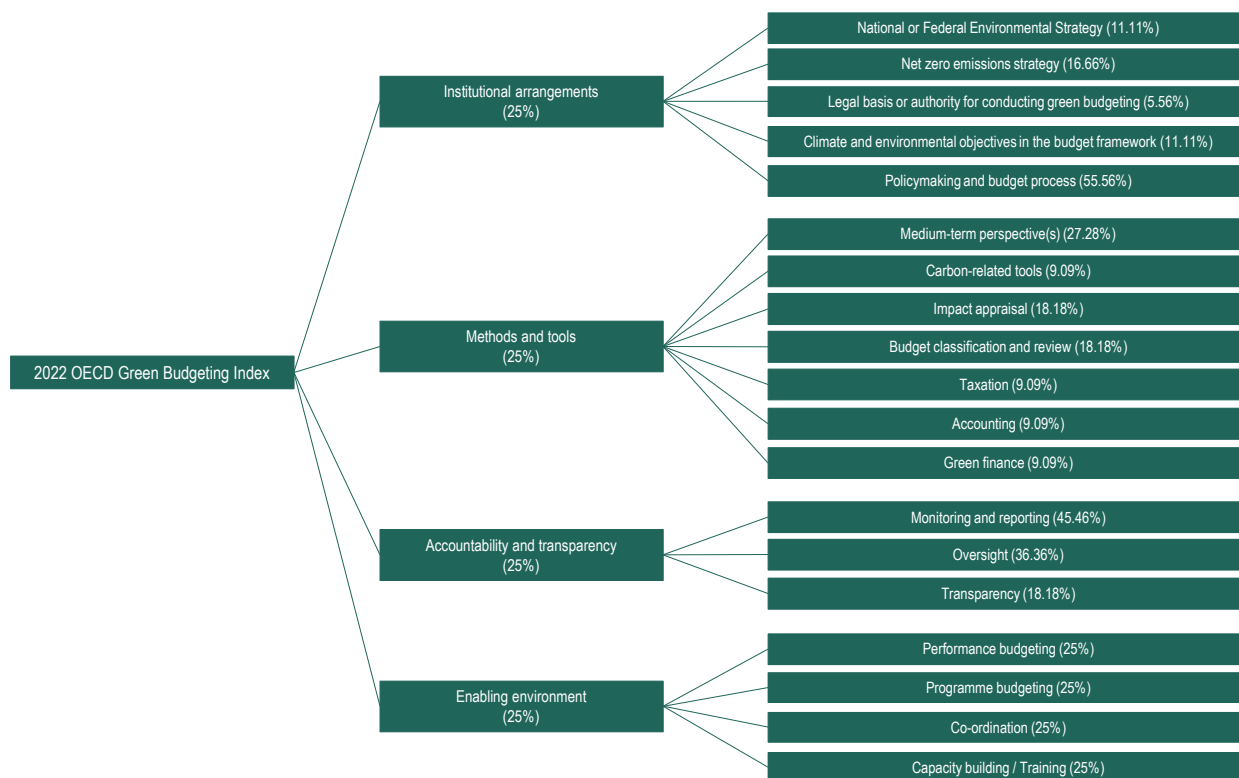 2022 OECD Green Budgeting Index
Institutional arrangements
(25%)
National or Federal Environmental Strategy (11.11%)
Net zero emissions strategy (16.66%)
Legal basis or authority for conducting green budgeting (5.56%)
Climate and environmental objectives in the budget framework (11.11%)
Policymaking and budget process (55.56%)
Methods and tools
(25%)
Medium-term perspective(s) (27.28%)
Carbon-related tools (9.09%)
Impact appraisal (18.18%)
Budget classification and review (18.18%)
Taxation (9.09%)
Accounting (9.09%)
Green finance (9.09%)
Accountability and transparency
(25%)
Monitoring and reporting (45.46%)
Oversight (36.36%)
Transparency (18.18%)
Enabling environment
(25%)
Performance budgeting (25%)
Programme budgeting (25%)
Co-ordination (25%)
Capacity building / Training (25%)